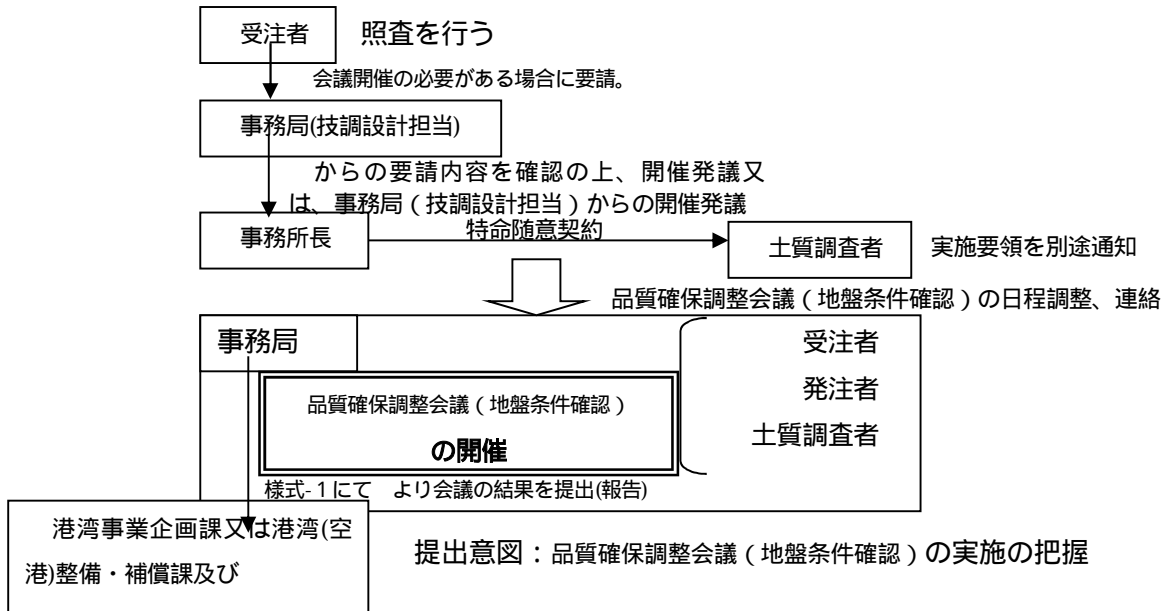 受注者
照査を行う
会議開催の必要がある場合に要請。
事務局(技調設計担当)
からの要請内容を確認の上、開催発議又
は、事務局(技調設計担当)からの開催発議
事務所長
特命随意契約
土質調査者
実施要領を別途通知
品質確保調整会議(地盤条件確認)の日程調整、連絡
事務局
受注者
発注者
土質調査者
品質確保調整会議(地盤条件確認)
の開催
様式-1にて より会議の結果を提出(報告)
港湾事業企画課又は港湾(空
港)整備・補償課及び
提出意図:品質確保調整会議(地盤条件確認)の実施の把握